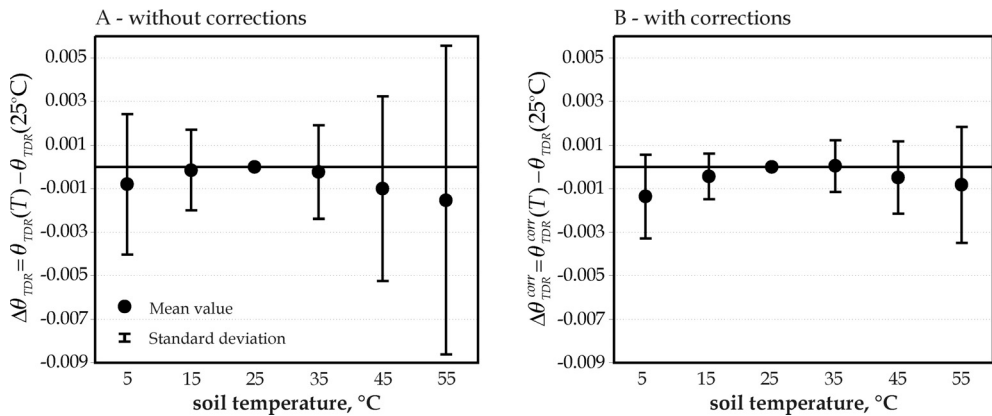 A - without corrections
Δθ_TDR = θ_TDR(T) – θ_TDR(25°C)
0.005
0.003
0.001
-0.001
-0.003
-0.005
-0.007
-0.009
Mean value
Standard deviation
5 15 25 35 45 55
soil temperature, °C
B - with corrections
Δθ_TDR^corr = θ_TDR^corr(T) – θ_TDR(25°C)
0.005
0.003
0.001
-0.001
-0.003
-0.005
-0.007
-0.009
5 15 25 35 45 55
soil temperature, °C